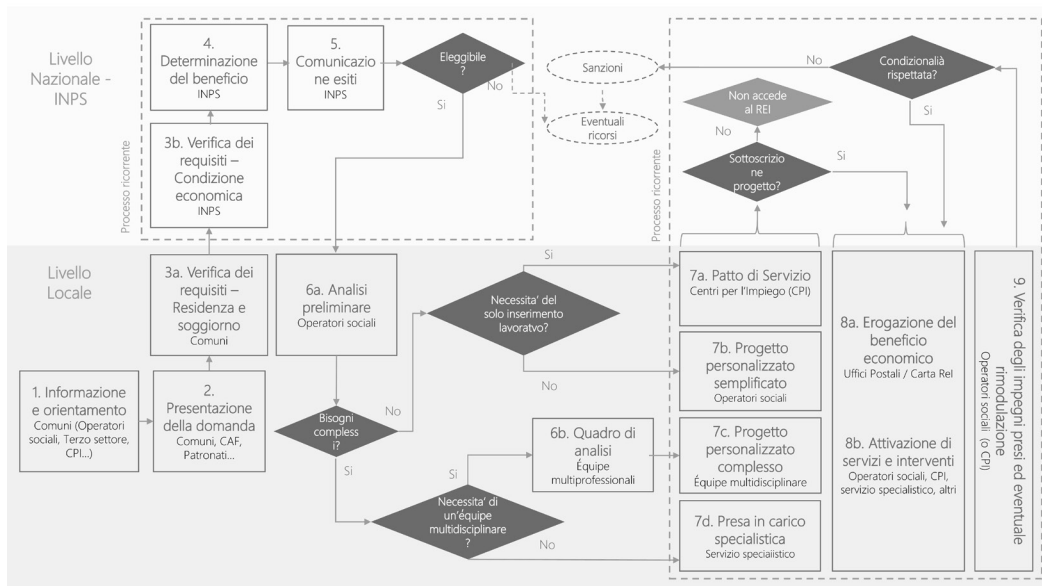 Livello
Nazionale -
INPS
Processo ricorrente
4.
Determinazione
del beneficio
INPS
5.
Comunicazio
ne esiti
INPS
Eleggibile
?
Si
No
3b. Verifica dei
requisiti –
Condizione
economica
INPS
Sanzioni
Eventuali
ricorsi
Processo ricorrente
No
Condizionalià
rispettata?
Si
Non accede
al REI
No
Sottoscrizio
ne
progetto?
Si
Livello
Locale
3a. Verifica dei
requisiti –
Residenza e
soggiorno
Comuni
6a. Analisi
preliminare
Operatori sociali
1. Informazione
e orientamento
Comuni (Operatori
sociali, Terzo settore,
CPI...)
2.
Presentazione
della domanda
Comuni, CAF,
Patronati...
Bisogni
compless
i?
No
Si
Si
Necessita' del
solo inserimento
lavoratvo?
No
Si
Necessita' di
un'équipe
multidisciplinare
?
No
6b. Quadro di
analisi
Équipe
multiprofessionali
7a. Patto di Servizio
Centri per l'Impiego (CPI)
7b. Progetto
personalizzato
semplificato
Operatori sociali
7c. Progetto
personalizzato
complesso
Équipe multidisciplinare
7d. Presa in carico
specialistica
Servizio speciaiistico
8a. Erogazione del
beneficio
economico
Uffici Postali / Carta ReI
8b. Attivazione di
servizi e interventi
Operatori sociali, CPI,
servizio specialistico, altri
9. Verifica degli impegni presi ed eventuale
rimodulazione
Operatori sociali (o CPI)